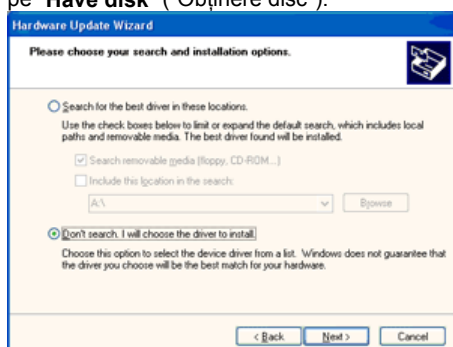 pe "Have disk" ("Obținere disc").
Hardware Update Wizard
Please choose your search and installation options.
Search for the best driver in these locations.
Use the check boxes below to limit or expand the default search, which includes local
paths and removable media. The best driver found will be installed.
Search removable media (floppy, CD-ROM...)
Include this location in the search:
A:\
Browse
Don't search. I will choose the driver to install.
Choose this option to select the device driver from a list. Windows does not guarantee that
the driver you choose will be the best match for your hardware.
< Back Next > Cancel